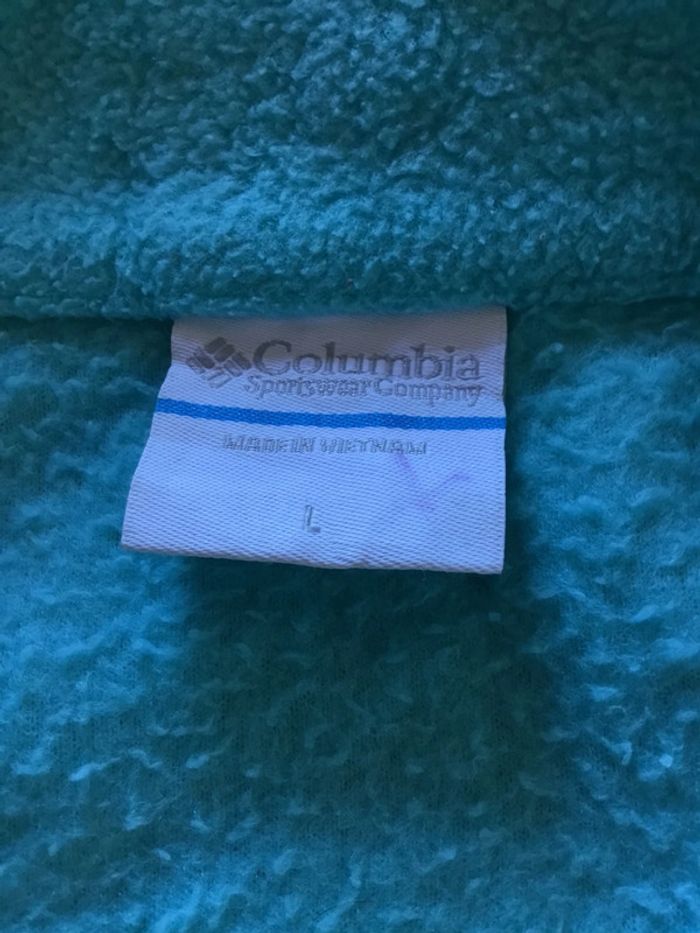 Columbia
Sportswear Company
MADE IN VIETNAM
L